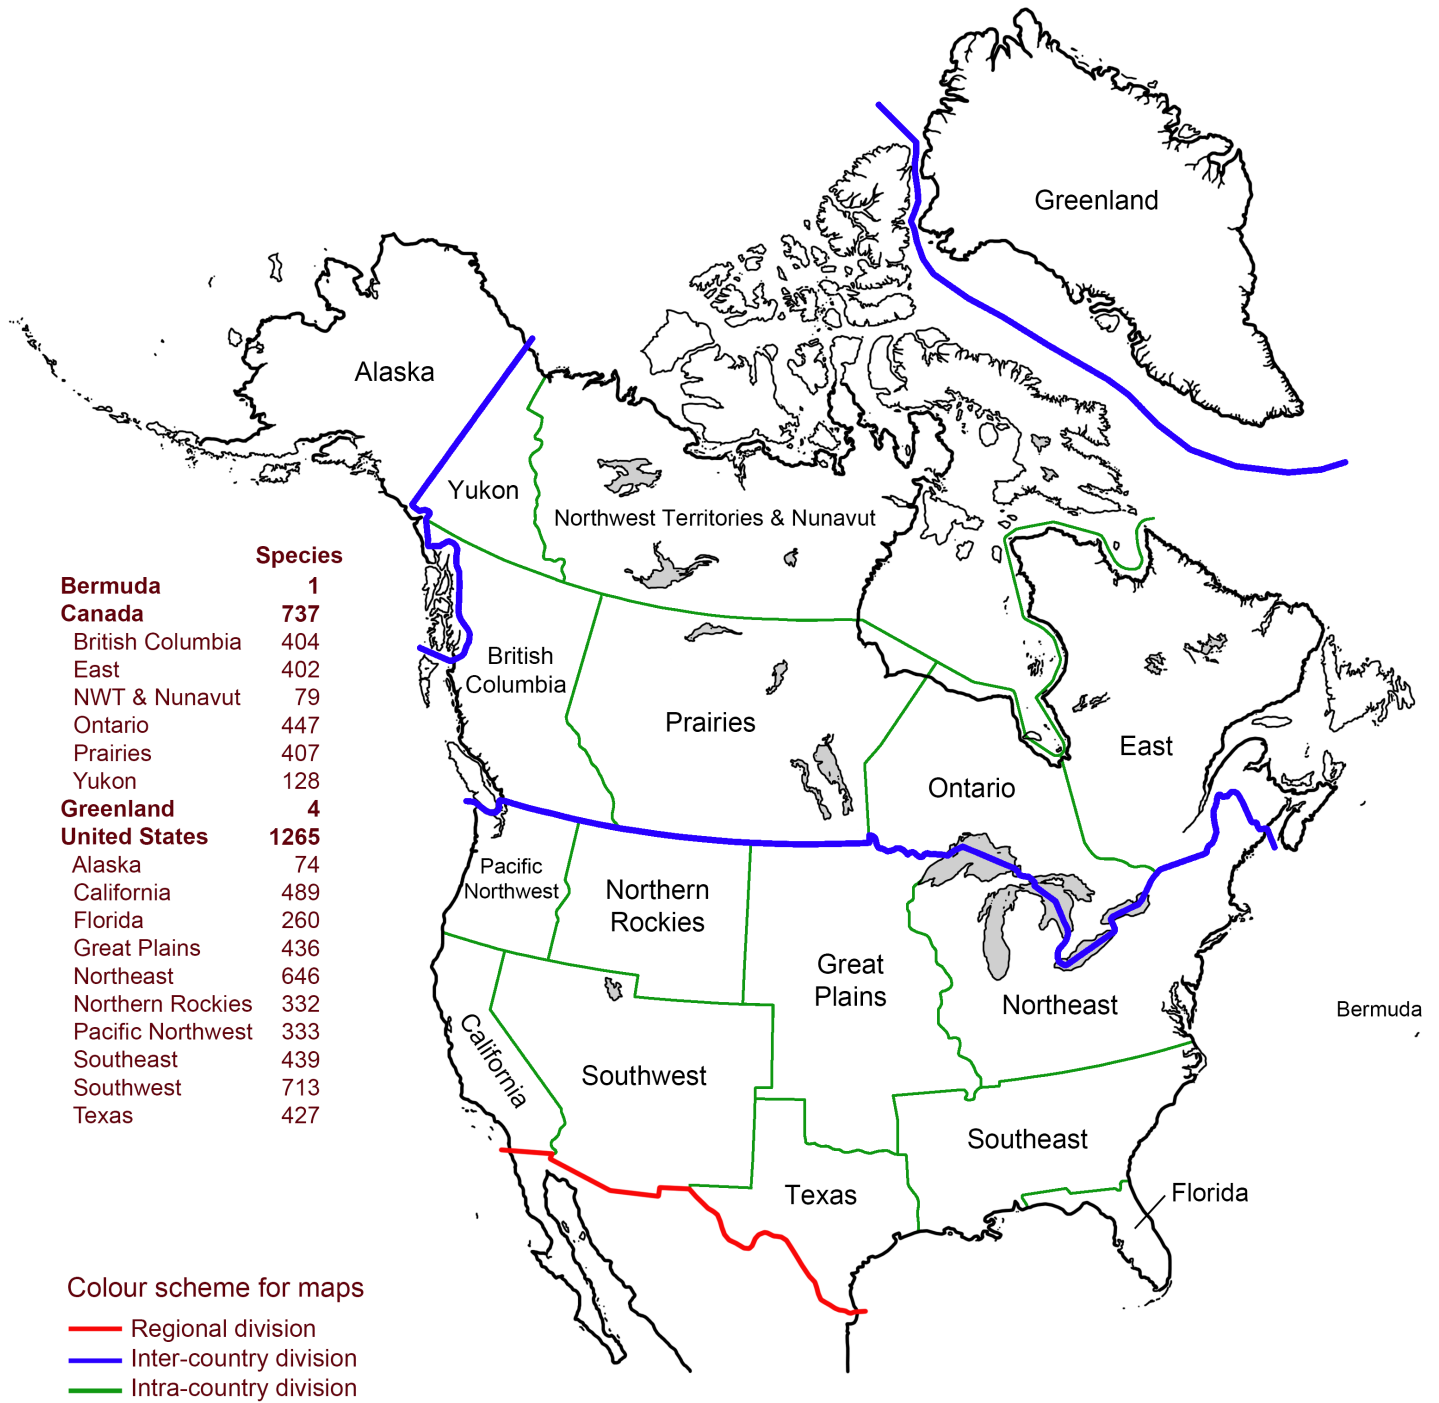 Greenland
Alaska
Yukon
Northwest Territories & Nunavut
British
Columbia
Prairies
East
Ontario
Pacific
Northwest
Northern
Rockies
Great
Plains
Northeast
Bermuda
California
Southwest
Southeast
Texas
Florida
Species
Bermuda 1
Canada 737
British Columbia 404
East 402
NWT & Nunavut 79
Ontario 447
Prairies 407
Yukon 128
Greenland 4
United States 1265
Alaska 74
California 489
Florida 260
Great Plains 436
Northeast 646
Northern Rockies 332
Pacific Northwest 333
Southeast 439
Southwest 713
Texas 427
Colour scheme for maps
Regional division
Inter-country division
Intra-country division